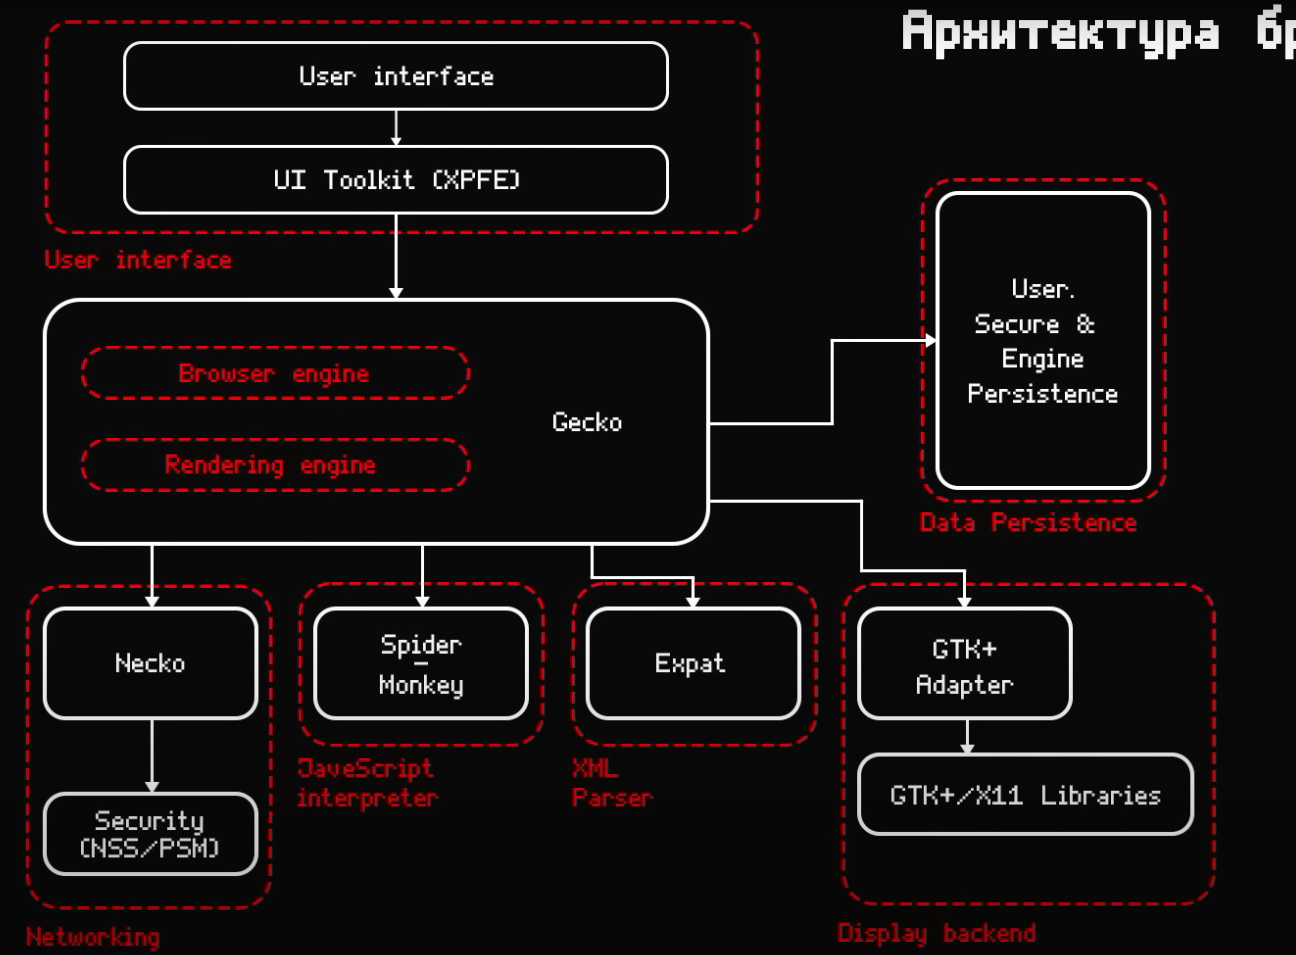 Архитектура бр
User interface
UI Toolkit (XPFE)
User interface
Browser engine
Rendering engine
Gecko
User.
Secure &
Engine
Persistence
Data Persistence
Necko
Security
(NSS/PSM)
Networking
Spider
–
Monkey
JaveScript
interpreter
Expat
XML
Parser
GTK+
Adapter
GTK+/X11 Libraries
Display backend